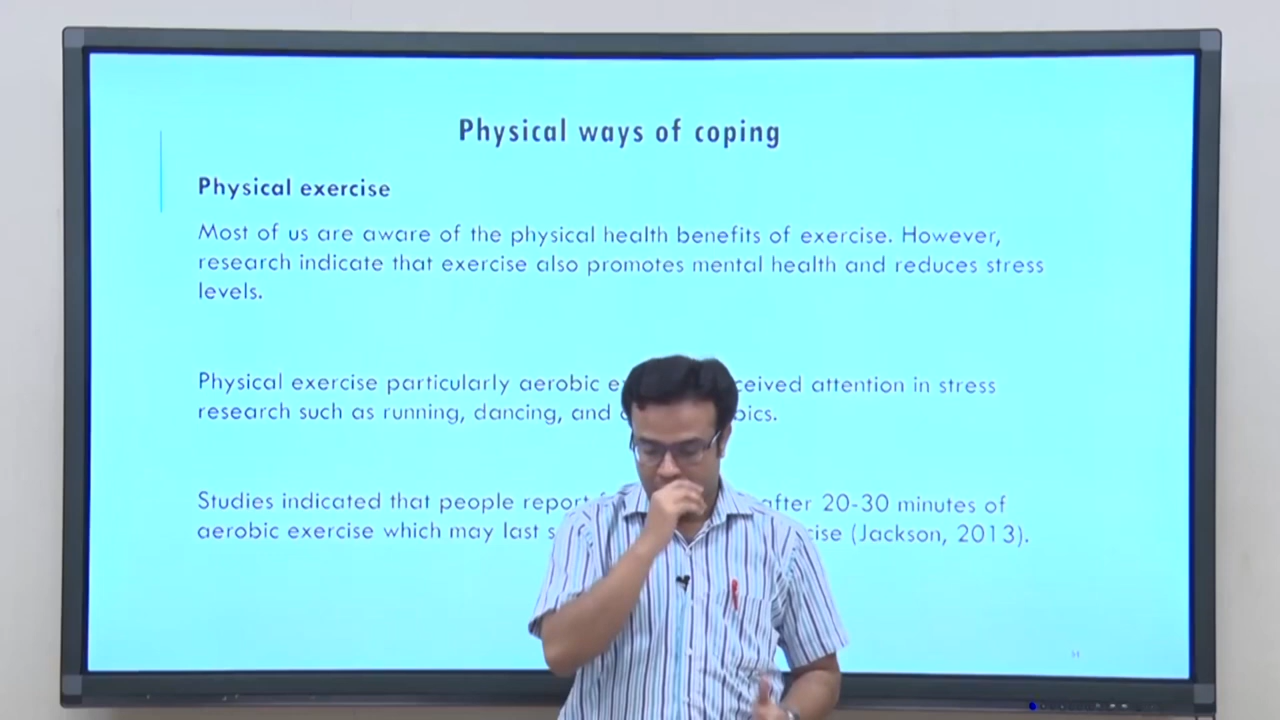 Physical ways of coping
Physical exercise
Most of us are aware of the physical health benefits of exercise. However,
research indicate that exercise also promotes mental health and reduces stress
levels.
Physical exercise particularly aerobic attention in stress
research such as running, dancing, and
Studies indicated that people report after 20-30 minutes of
aerobic exercise which may last (Jackson, 2013).